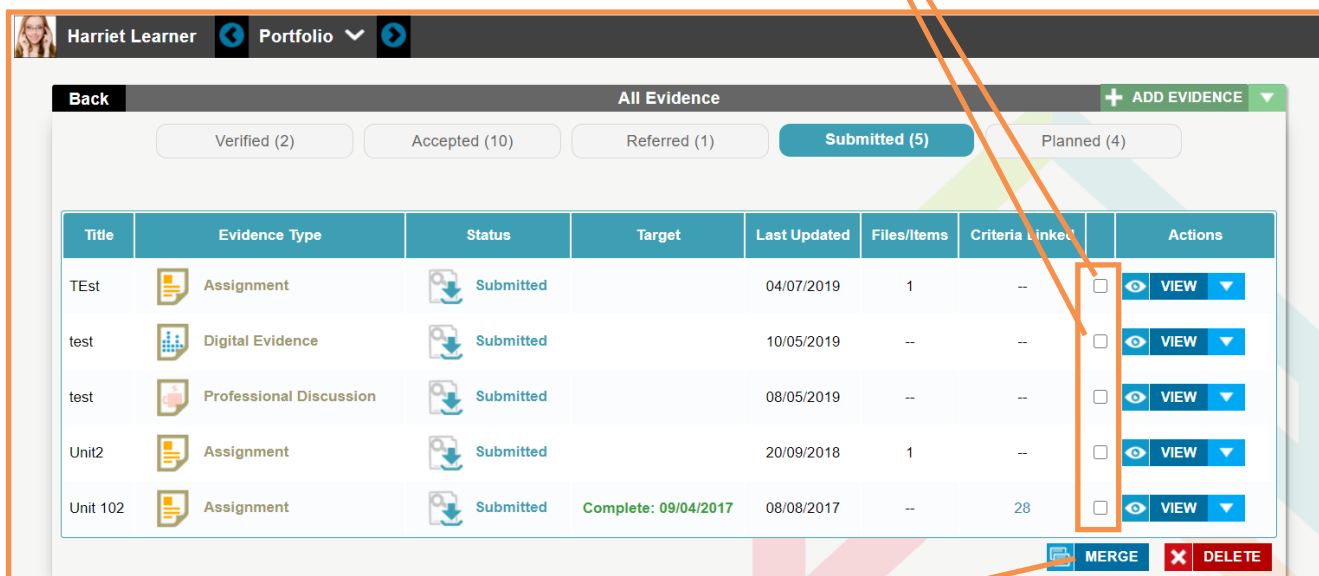 Harriet Learner Portfolio
Back All Evidence ADD EVIDENCE
Verified (2) Accepted (10) Referred (1) Submitted (5) Planned (4)
Title Evidence Type Status Target Last Updated Files/Items Criteria Linked Actions
TEst Assignment Submitted 04/07/2019 1 -- VIEW
test Digital Evidence Submitted 10/05/2019 -- -- VIEW
test Professional Discussion Submitted 08/05/2019 -- -- VIEW
Unit2 Assignment Submitted 20/09/2018 1 -- VIEW
Unit 102 Assignment Submitted Complete: 09/04/2017 08/08/2017 -- 28 VIEW
MERGE DELETE